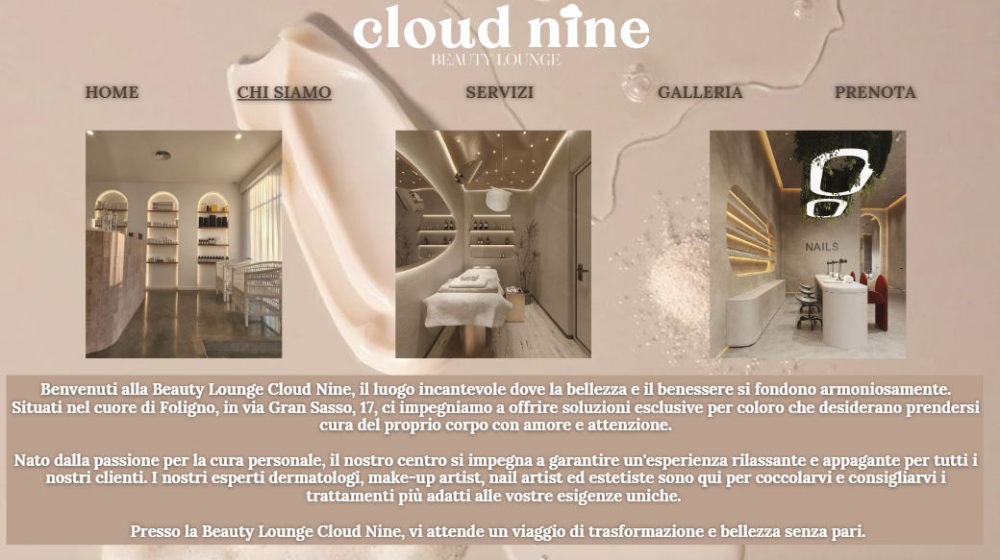 cloud nine
BEAUTY LOUNGE
HOME CHI SIAMO SERVIZI GALLERIA PRENOTA
NAILS
Benvenuti alla Beauty Lounge Cloud Nine, il luogo incantevole dove la bellezza e il benessere si fondono armoniosamente.
Situati nel cuore di Foligno, in via Gran Sasso, 17, ci impegniamo a offrire soluzioni esclusive per coloro che desiderano prendersi
cura del proprio corpo con amore e attenzione.
Nato dalla passione per la cura personale, il nostro centro si impegna a garantire un'esperienza rilassante e appagante per tutti i
nostri clienti. I nostri esperti dermatologi, make-up artist, nail artist ed estetiste sono qui per coccolarvi e consigliarvi i
trattamenti più adatti alle vostre esigenze uniche.
Presso la Beauty Lounge Cloud Nine, vi attende un viaggio di trasformazione e bellezza senza pari.